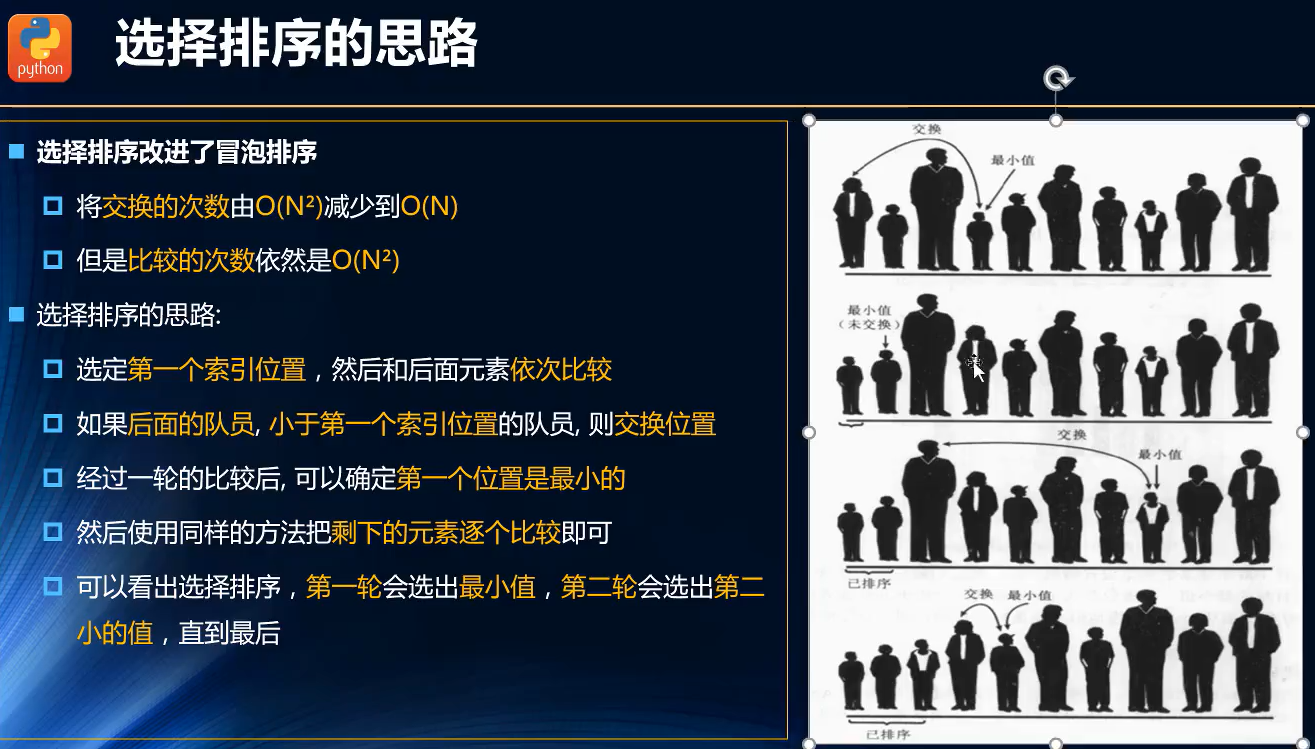 python
选择排序的思路
选择排序改进了冒泡排序
将交换的次数由O(N²)减少到O(N)
但是比较的次数依然是O(N²)
选择排序的思路:
选定第一个索引位置，然后和后面元素依次比较
如果后面的队员, 小于第一个索引位置的队员, 则交换位置
经过一轮的比较后, 可以确定第一个位置是最小的
然后使用同样的方法把剩下的元素逐个比较即可
可以看出选择排序，第一轮会选出最小值，第二轮会选出第二
小的值，直到最后
交换
最小值
最小值
（未交换）
交换
最小值
已排序
交换
最小值
已排序